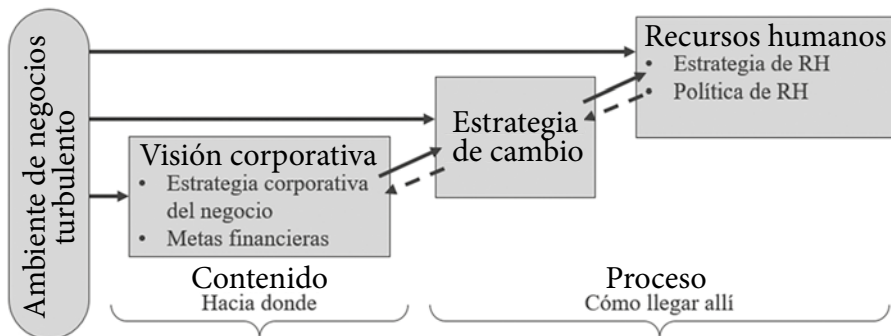 Ambiente de negocios
turbulento
Recursos humanos
• Estrategia de RH
• Política de RH
Estrategia
de cambio
Visión corporativa
• Estrategia corporativa
del negocio
• Metas financieras
Contenido
Hacia donde
Proceso
Cómo llegar allí